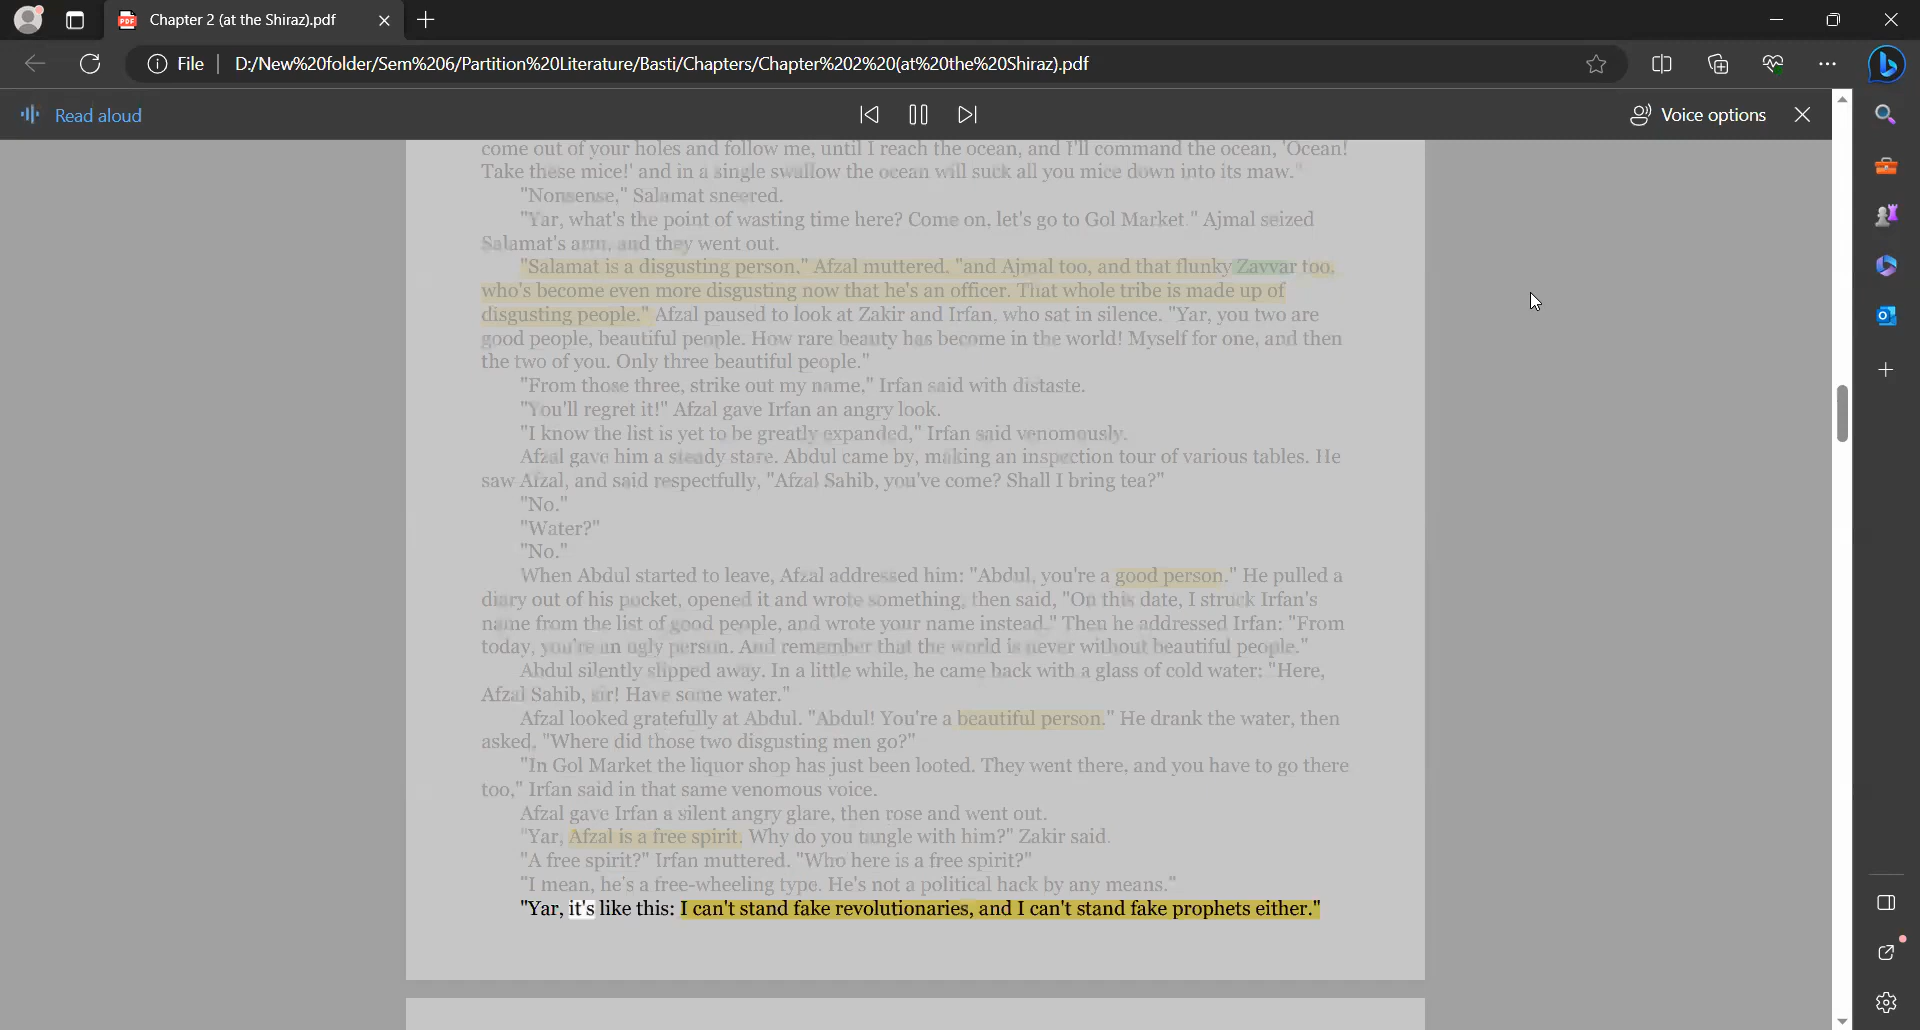 Chapter 2 (at the Shiraz).pdf
File
D:/New%20folder/Sem%206/Partition%20Literature/Basti/Chapters/Chapter%202%20(at%20the%20Shiraz).pdf
Read aloud
Voice options
come out of your holes and follow me, until I reach the ocean, and I'll command the ocean, 'Ocean!
Take these mice!' and in a single swallow the ocean will suck all you mice down into its maw."
"Nonsense," Salamat sneered.
"Yar, what's the point of wasting time here? Come on, let's go to Gol Market." Ajmal seized
Salamat's arm, and they went out.
"Salamat is a disgusting person," Afzal muttered, "and Ajmal too, and that flunky Zavvar too,
who's become even more disgusting now that he's an officer. That whole tribe is made up of
disgusting people." Afzal paused to look at Zakir and Irfan, who sat in silence. "Yar, you two are
good people, beautiful people. How rare beauty has become in the world! Myself for one, and then
the two of you. Only three beautiful people."
"From those three, strike out my name," Irfan said with distaste.
"You'll regret it!" Afzal gave Irfan an angry look.
"I know the list is yet to be greatly expanded," Irfan said venomously.
Afzal gave him a steady stare. Abdul came by, making an inspection tour of various tables. He
saw Afzal, and said respectfully, "Afzal Sahib, you've come? Shall I bring tea?"
"No."
"Water?"
"No."
When Abdul started to leave, Afzal addressed him: "Abdul, you're a good person." He pulled a
diary out of his pocket, opened it and wrote something, then said, "On this date, I struck Irfan's
name from the list of good people, and wrote your name instead." Then he addressed Irfan: "From
today, you're an ugly person. And remember that the world is never without beautiful people."
Abdul silently slipped away. In a little while, he came back with a glass of cold water: "Here,
Afzal Sahib, sir! Have some water."
Afzal looked gratefully at Abdul. "Abdul! You're a beautiful person." He drank the water, then
asked, "Where did those two disgusting men go?"
"In Gol Market the liquor shop has just been looted. They went there, and you have to go there
too," Irfan said in that same venomous voice.
Afzal gave Irfan a silent angry glare, then rose and went out.
"Yar, Afzal is a free spirit. Why do you tangle with him?" Zakir said.
"A free spirit?" Irfan muttered. "Who here is a free spirit?"
"I mean, he's a free-wheeling type. He's not a political hack by any means."
"Yar, it's like this: I can't stand fake revolutionaries, and I can't stand fake prophets either."